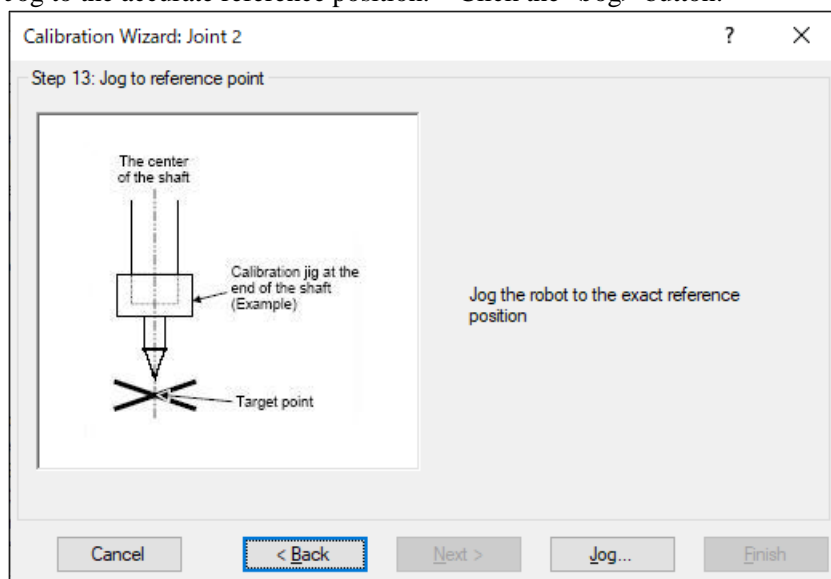 Jog to the accurate reference position. Click the <Jog> button.
Calibration Wizard: Joint 2
?
Step 13: Jog to reference point
The center
of the shaft
Calibration jig at the
end of the shaft
(Example)
Jog the robot to the exact reference
position
Target point
Cancel
< Back
Next >
Jog...
Finish